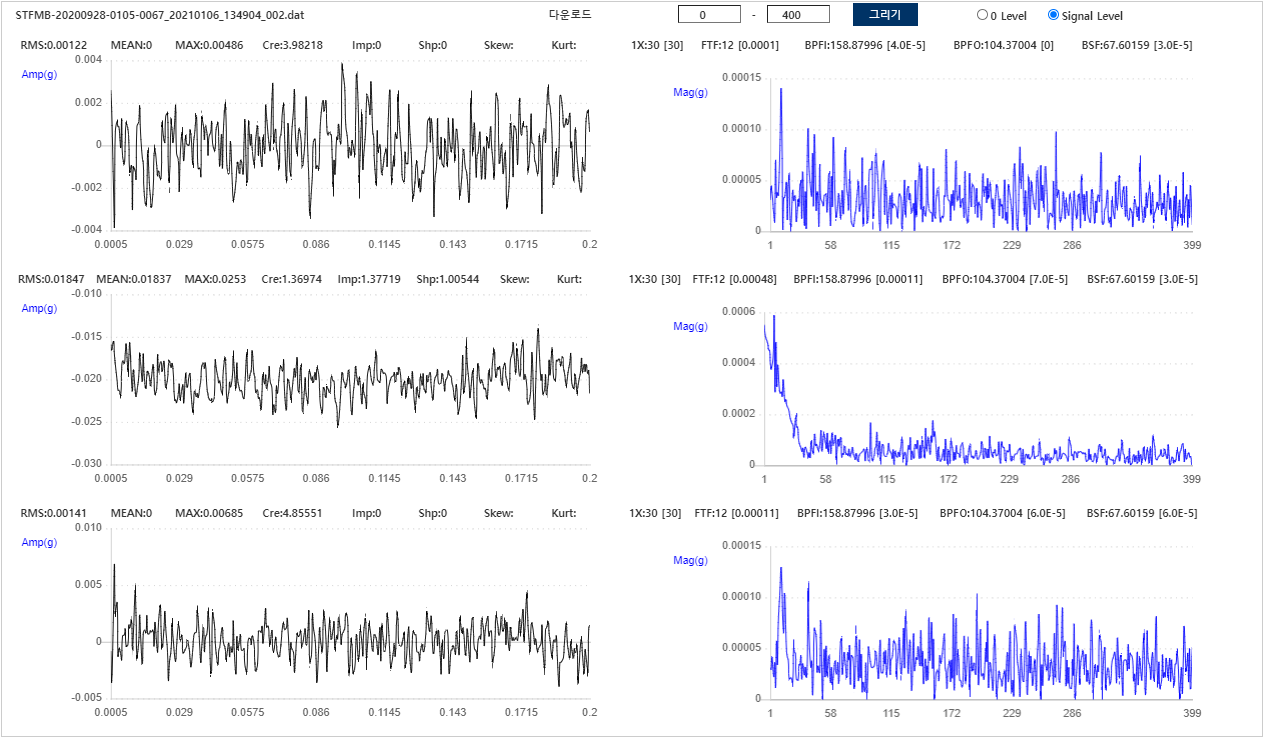 STFMB-20200928-0105-0067_20210106_134904_002.dat 다운로드 0 - 400 그리기 0 Level Signal Level
RMS:0.00122 MEAN:0 MAX:0.00486 Cre:3.98218 Imp:0 Shp:0 Skew: Kurt:
Amp(g)
0.004
0.002
0
-0.002
-0.004
0.0005 0.029 0.0575 0.086 0.1145 0.143 0.1715 0.2
1X:30 [30] FTF:12 [0.0001] BPFI:158.87996 [4.0E-5] BPFO:104.37004 [0] BSF:67.60159 [3.0E-5]
Mag(g)
0.00015
0.00010
0.00005
0
1 58 115 172 229 286 399
RMS:0.01847 MEAN:0.01837 MAX:0.0253 Cre:1.36974 Imp:1.37719 Shp:1.00544 Skew: Kurt:
Amp(g)
-0.010
-0.015
-0.020
-0.025
-0.030
0.0005 0.029 0.0575 0.086 0.1145 0.143 0.1715 0.2
1X:30 [30] FTF:12 [0.00048] BPFI:158.87996 [0.00011] BPFO:104.37004 [7.0E-5] BSF:67.60159 [3.0E-5]
Mag(g)
0.0006
0.0004
0.0002
0
1 58 115 172 229 286 399
RMS:0.00141 MEAN:0 MAX:0.00685 Cre:4.85551 Imp:0 Shp:0 Skew: Kurt:
Amp(g)
0.010
0.005
0
-0.005
0.0005 0.029 0.0575 0.086 0.1145 0.143 0.1715 0.2
1X:30 [30] FTF:12 [0.00011] BPFI:158.87996 [3.0E-5] BPFO:104.37004 [6.0E-5] BSF:67.60159 [6.0E-5]
Mag(g)
0.00015
0.00010
0.00005
0
1 58 115 172 229 286 399